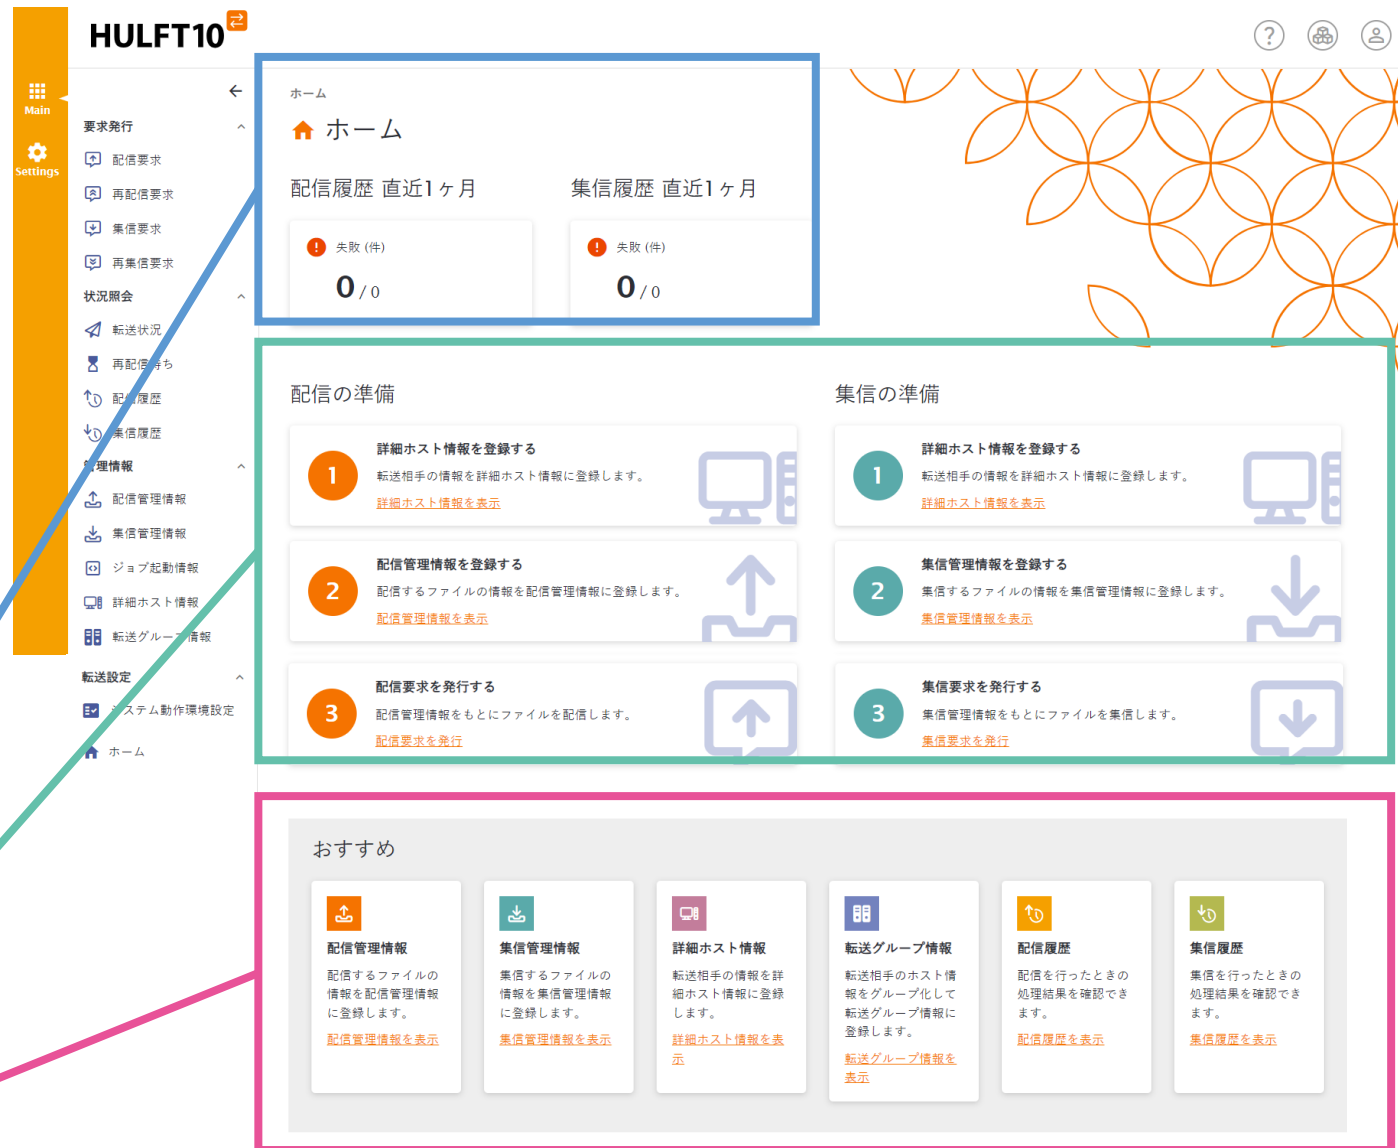 HULFT10
Main
Settings
要求発行
配信要求
再配信要求
集信要求
再集信要求
状況照会
転送状況
再配信待ち
配信履歴
集信履歴
管理情報
配信管理情報
集信管理情報
ジョブ起動情報
詳細ホスト情報
転送グループ情報
転送設定
システム動作環境設定
ホーム
ホーム
ホーム
配信履歴 直近1ヶ月
失敗 (件)
0 / 0
集信履歴 直近1ヶ月
失敗 (件)
0 / 0
配信の準備
1
詳細ホスト情報を登録する
転送相手の情報を詳細ホスト情報に登録します。
詳細ホスト情報を表示
2
配信管理情報を登録する
配信するファイルの情報を配信管理情報に登録します。
配信管理情報を表示
3
配信要求を発行する
配信管理情報をもとにファイルを配信します。
配信要求を発行
集信の準備
1
詳細ホスト情報を登録する
転送相手の情報を詳細ホスト情報に登録します。
詳細ホスト情報を表示
2
集信管理情報を登録する
集信するファイルの情報を集信管理情報に登録します。
集信管理情報を表示
3
集信要求を発行する
集信管理情報をもとにファイルを集信します。
集信要求を発行
おすすめ
配信管理情報
配信するファイルの
情報を配信管理情報
に登録します。
配信管理情報を表示
集信管理情報
集信するファイルの
情報を集信管理情報
に登録します。
集信管理情報を表示
詳細ホスト情報
転送相手の情報を詳
細ホスト情報に登録
します。
詳細ホスト情報を表
示
転送グループ情報
転送相手のホスト情
報をグループ化して
転送グループ情報に
登録します。
転送グループ情報を
表示
配信履歴
配信を行ったときの
処理結果を確認でき
ます。
配信履歴を表示
集信履歴
集信を行ったときの
処理結果を確認でき
ます。
集信履歴を表示